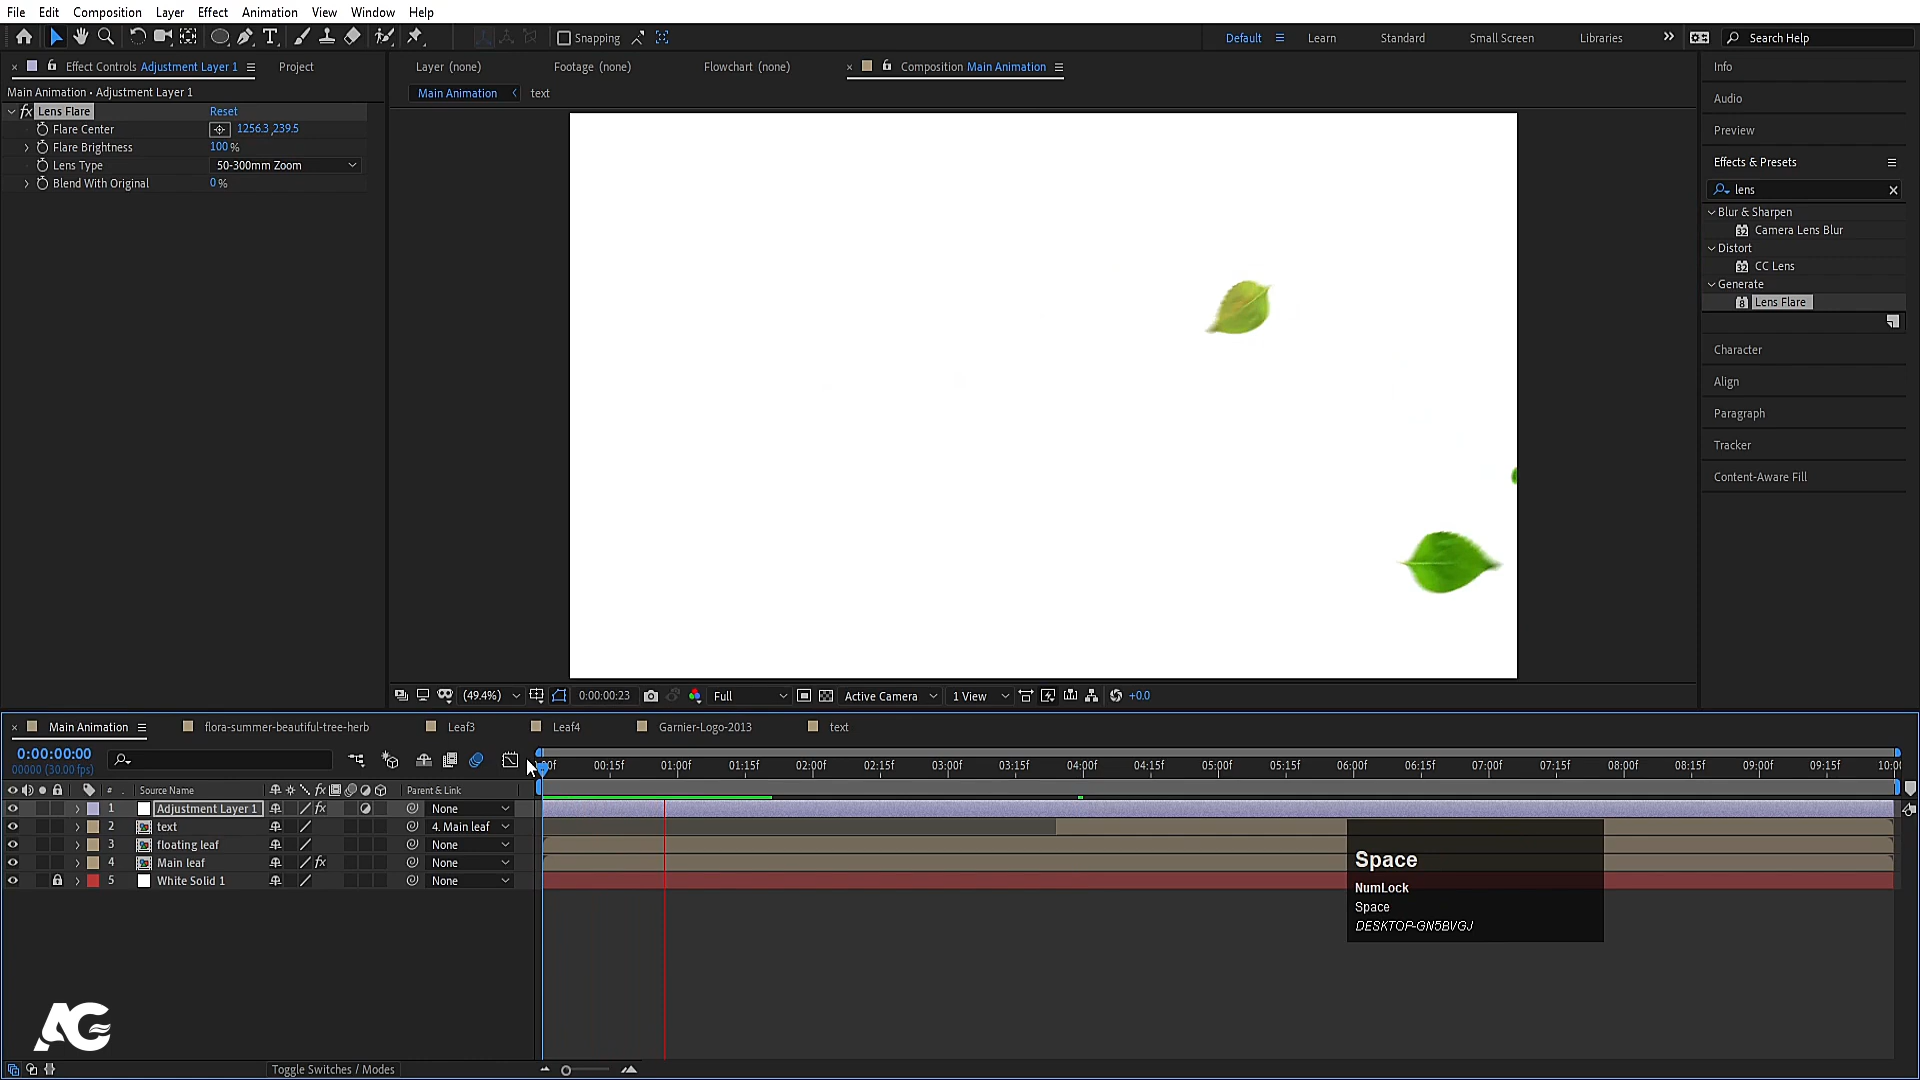 File Edit Composition Layer Effect Animation View Window Help
Snapping Default Learn Standard Small Screen Libraries Search Help
Effect Controls Adjustment Layer 1 Project
Layer (none) Footage (none) Flowchart (none) Composition Main Animation
Main Animation • Adjustment Layer 1
Main Animation text
fx Lens Flare Reset
Flare Center 1256.3,239.5
Flare Brightness 100 %
Lens Type 50-300mm Zoom
Blend With Original 0 %
Info
Audio
Preview
Effects & Presets
lens
Blur & Sharpen
32 Camera Lens Blur
Distort
32 CC Lens
Generate
8 Lens Flare
Character
Align
Paragraph
Tracker
Content-Aware Fill
(49.4%) 0:00:00:23 Full Active Camera 1 View +0.0
Main Animation flora-summer-beautiful-tree-herb Leaf3 Leaf4 Garnier-Logo-2013 text
0:00:00:00
00000 (30.00 fps)
00:15f 01:00f 01:15f 02:00f 02:15f 03:00f 03:15f 04:00f 04:15f 05:00f 05:15f 06:00f 06:15f 07:00f 07:15f 08:00f 08:15f 09:00f 09:15f
# Source Name fx Parent & Link
1 Adjustment Layer 1 fx None
2 text 4. Main leaf
3 floating leaf None
4 Main leaf fx None
5 White Solid 1 None
Space
NumLock
Space
DESKTOP-GN5BVGJ
AG
Toggle Switches / Modes